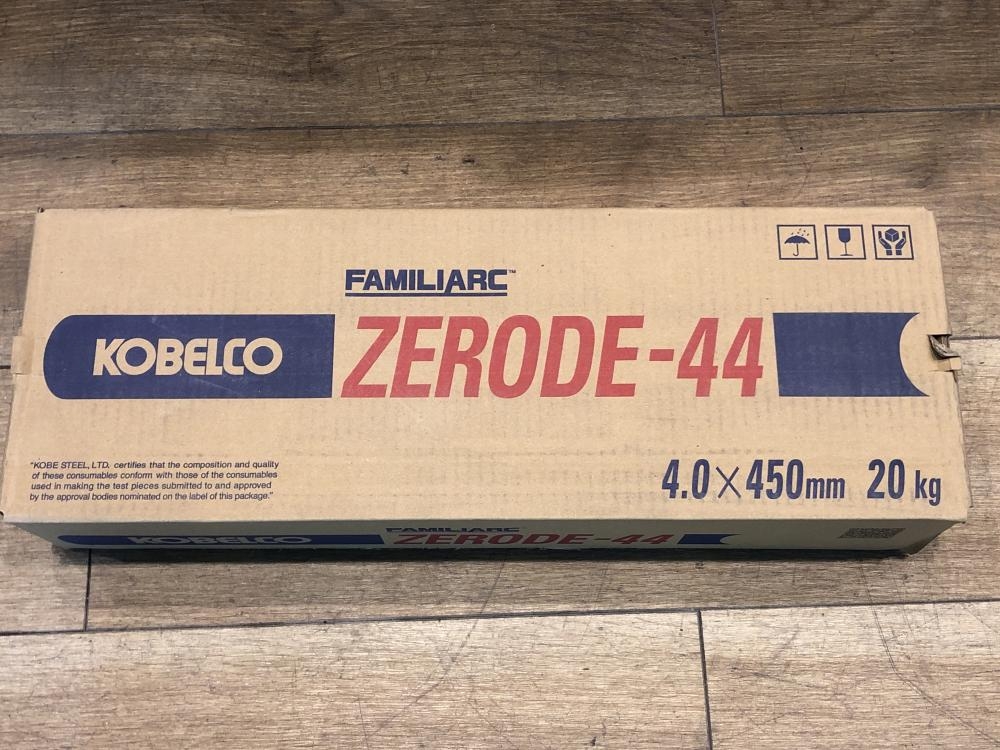 FAMILIARC™
KOBELCO ZERODE-44
"KOBE STEEL, LTD. certifies that the composition and quality
of these consumables conform with those of the consumables
used in making the test pieces submitted to and approved
by the approval bodies nominated on the label of this package."
4.0×450mm 20 kg
FAMILIARC
KOBELCO ZERODE-44